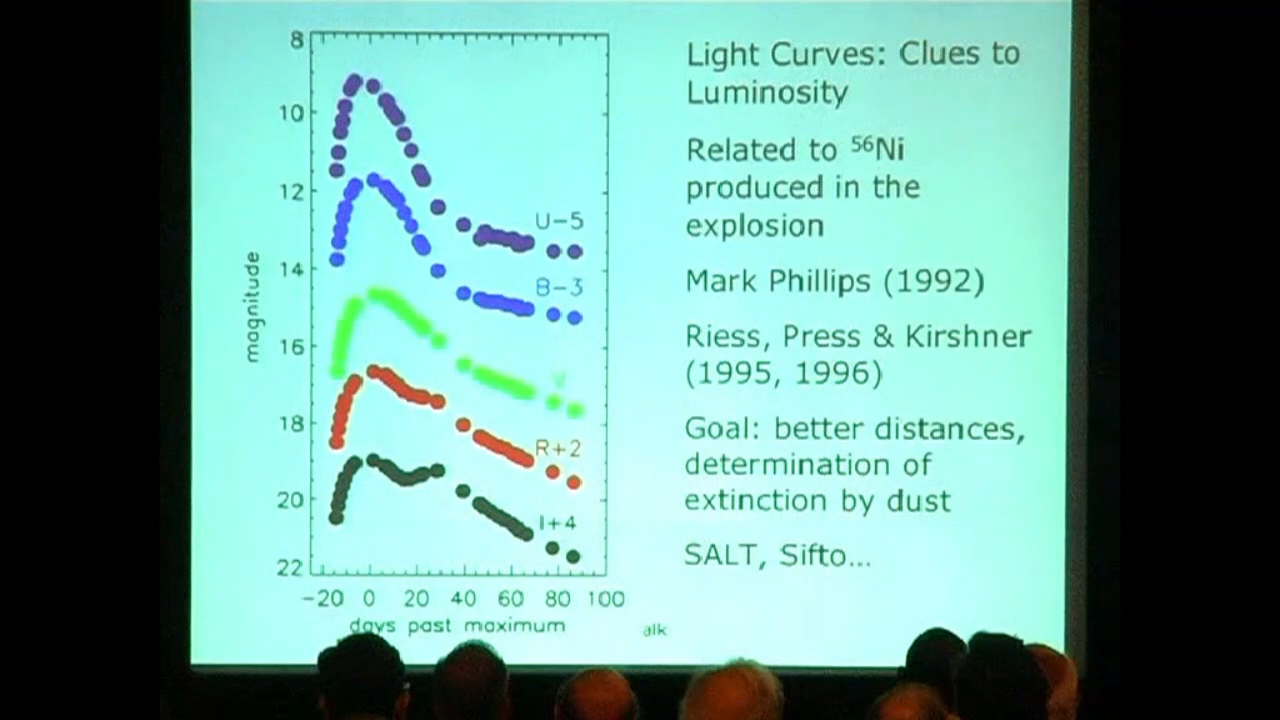 8
10
12
14
16
18
20
22
magnitude
U-5
B-3
V
R+2
I+4
-20 0 20 40 60 80 100
days past maximum
alk
Light Curves: Clues to
Luminosity
Related to ⁵⁶Ni
produced in the
explosion
Mark Phillips (1992)
Riess, Press & Kirshner
(1995, 1996)
Goal: better distances,
determination of
extinction by dust
SALT, Sifto...